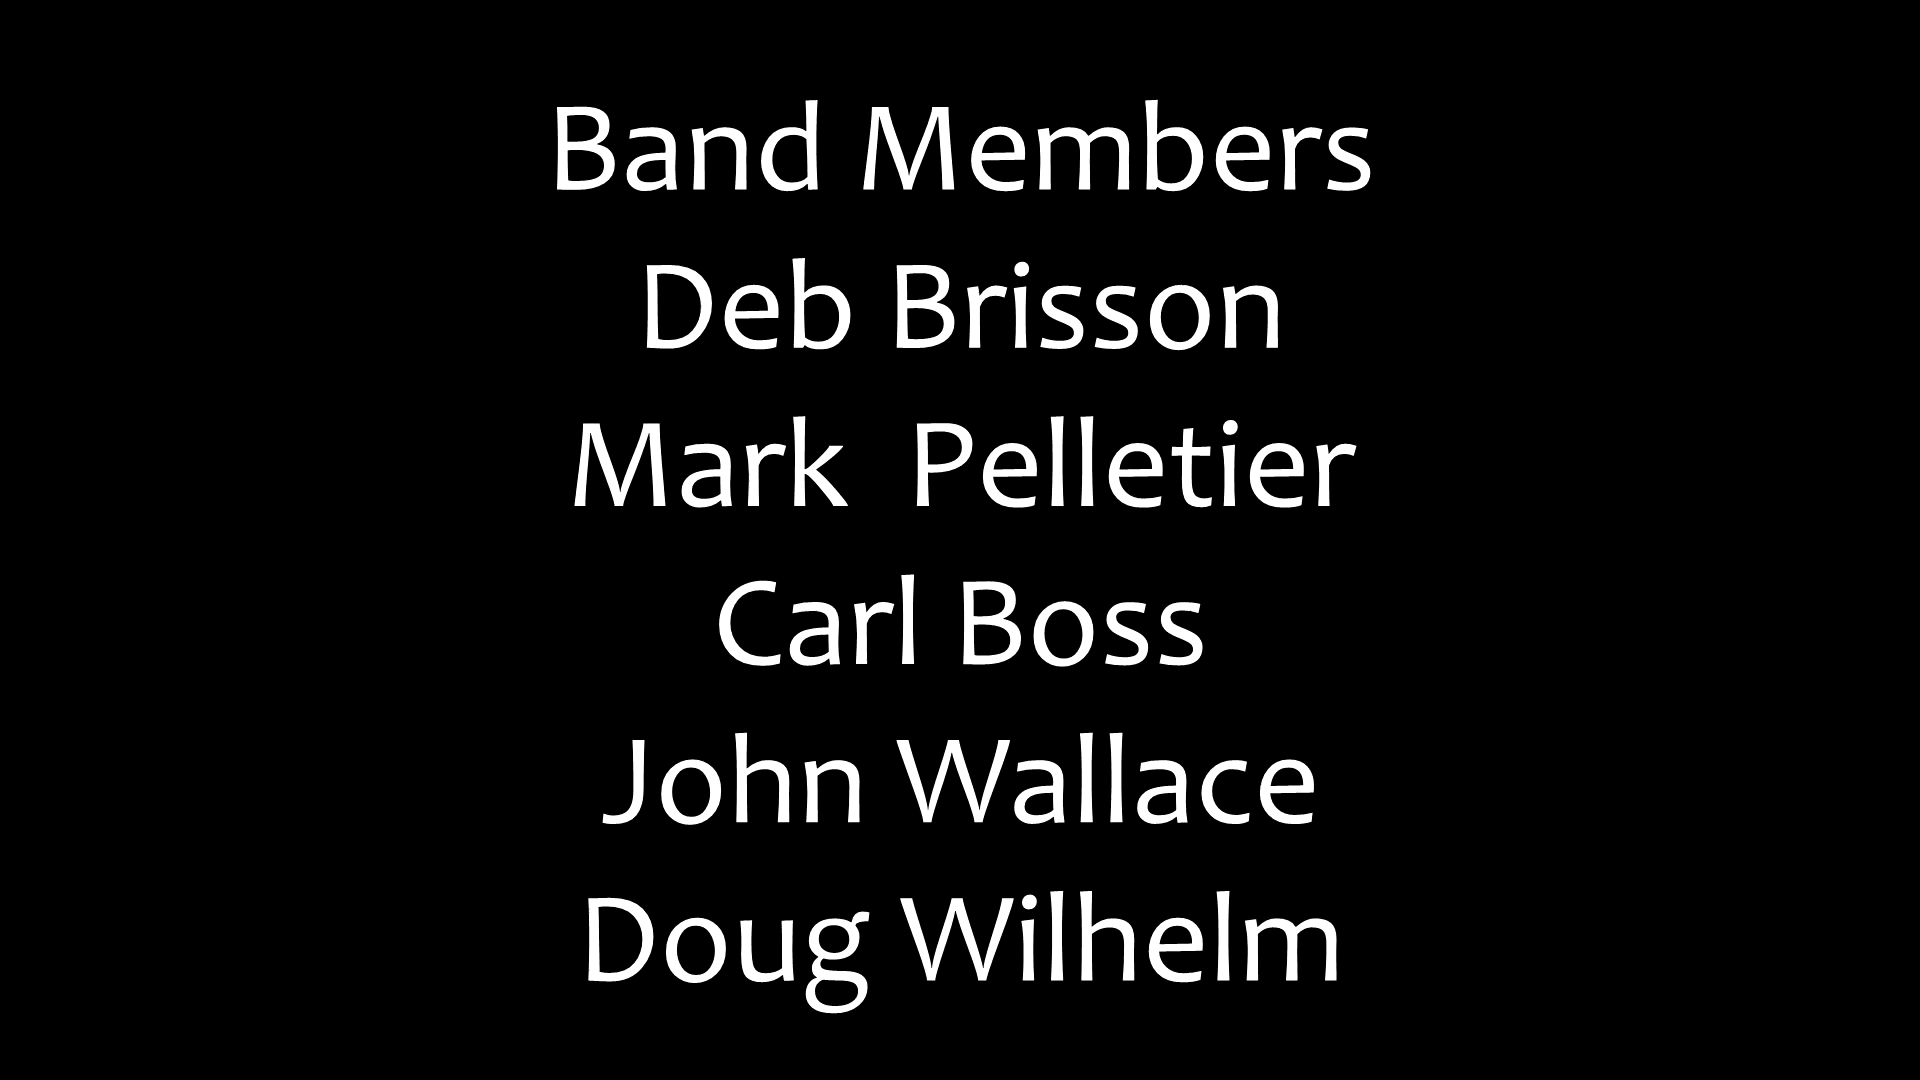 Band Members
Deb Brisson
Mark  Pelletier
Carl Boss
John Wallace
Doug Wilhelm